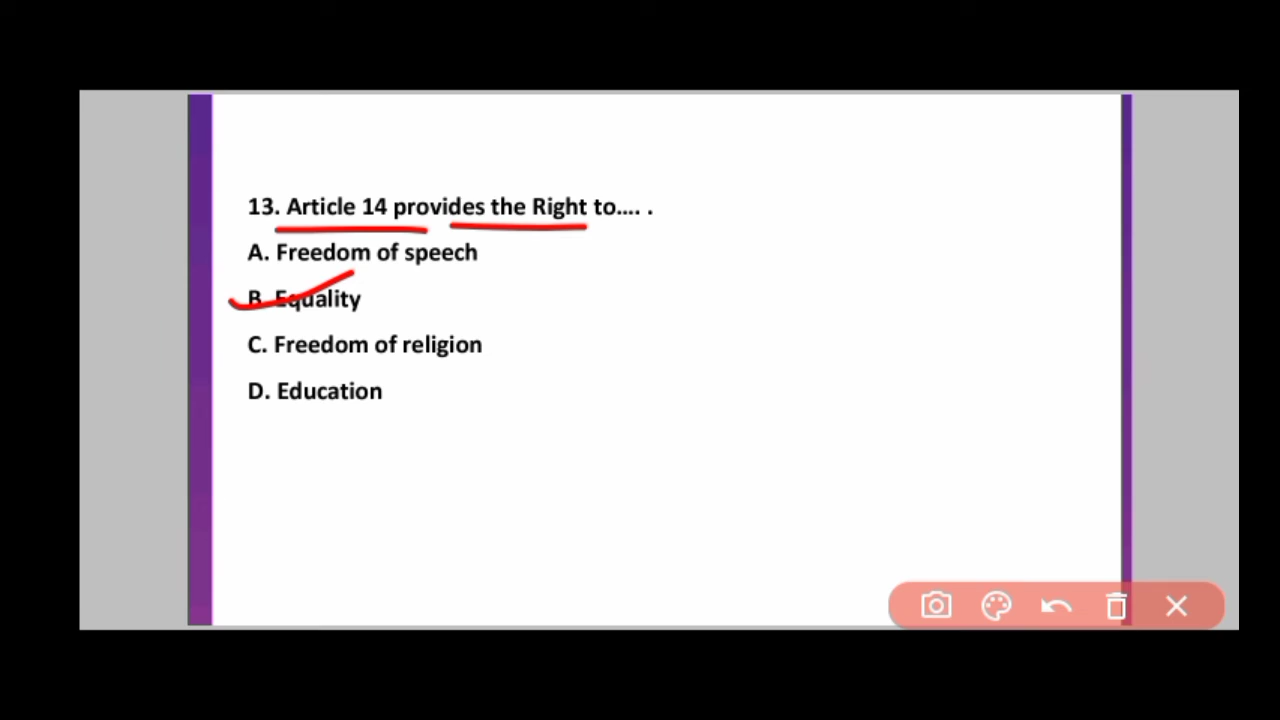 13. Article 14 provides the Right to.... .
A. Freedom of speech
B. Equality
C. Freedom of religion
D. Education